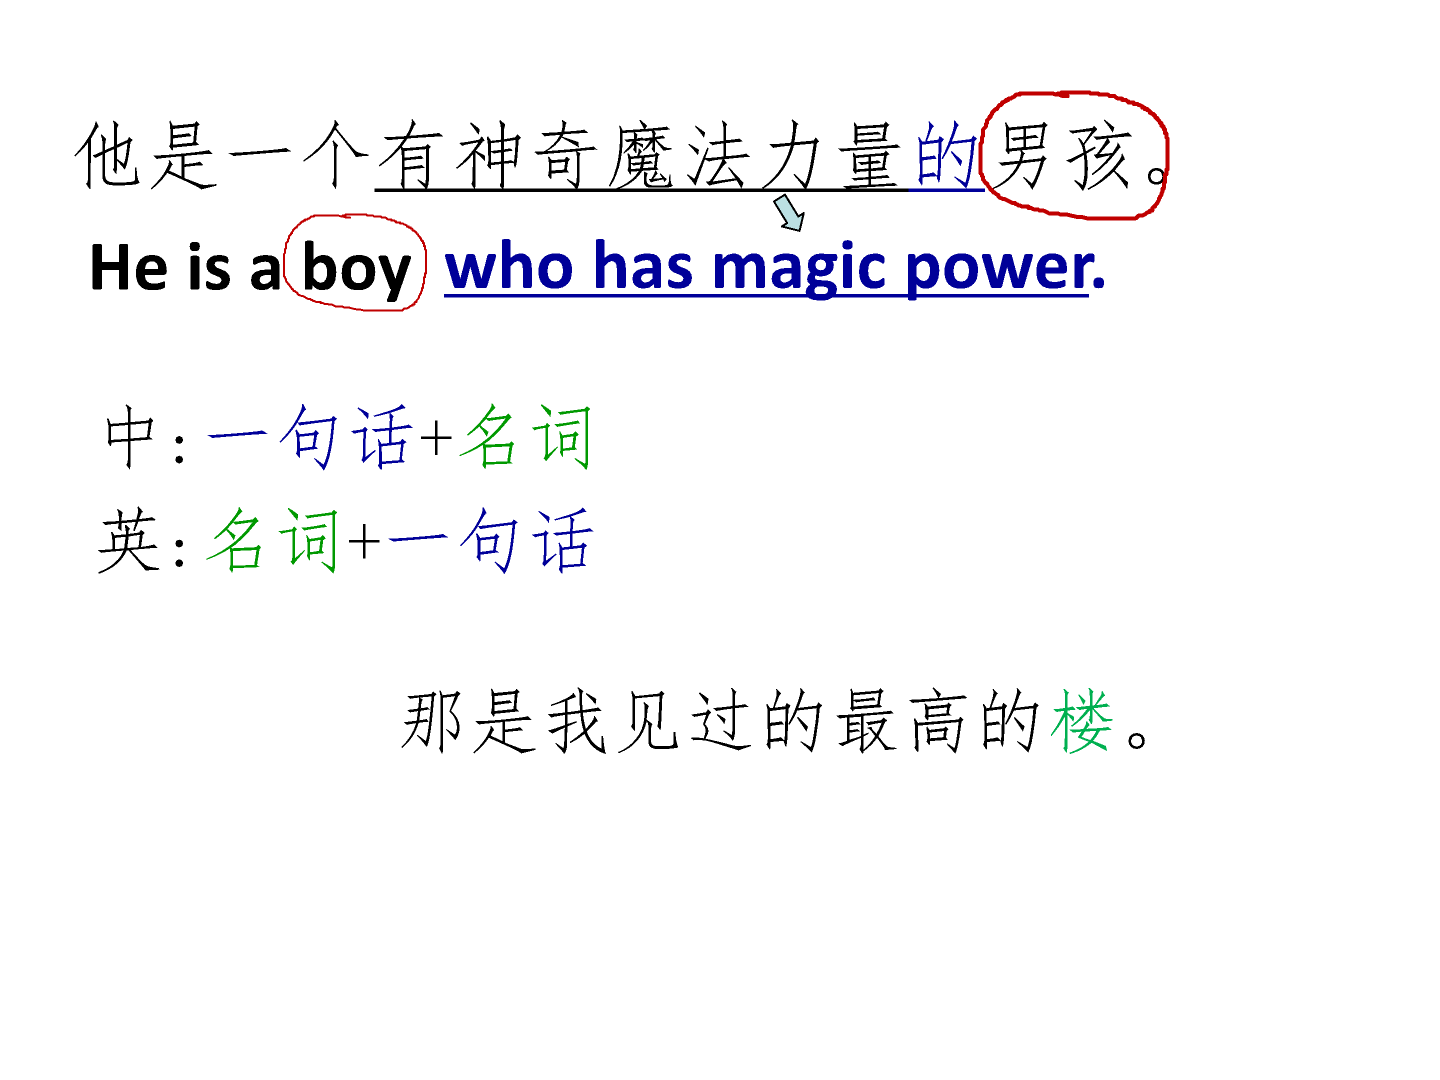 他是一个有神奇魔法力量的男孩。
He is a boy who has magic power.
中:一句话+名词
英:名词+一句话
那是我见过的最高的楼。